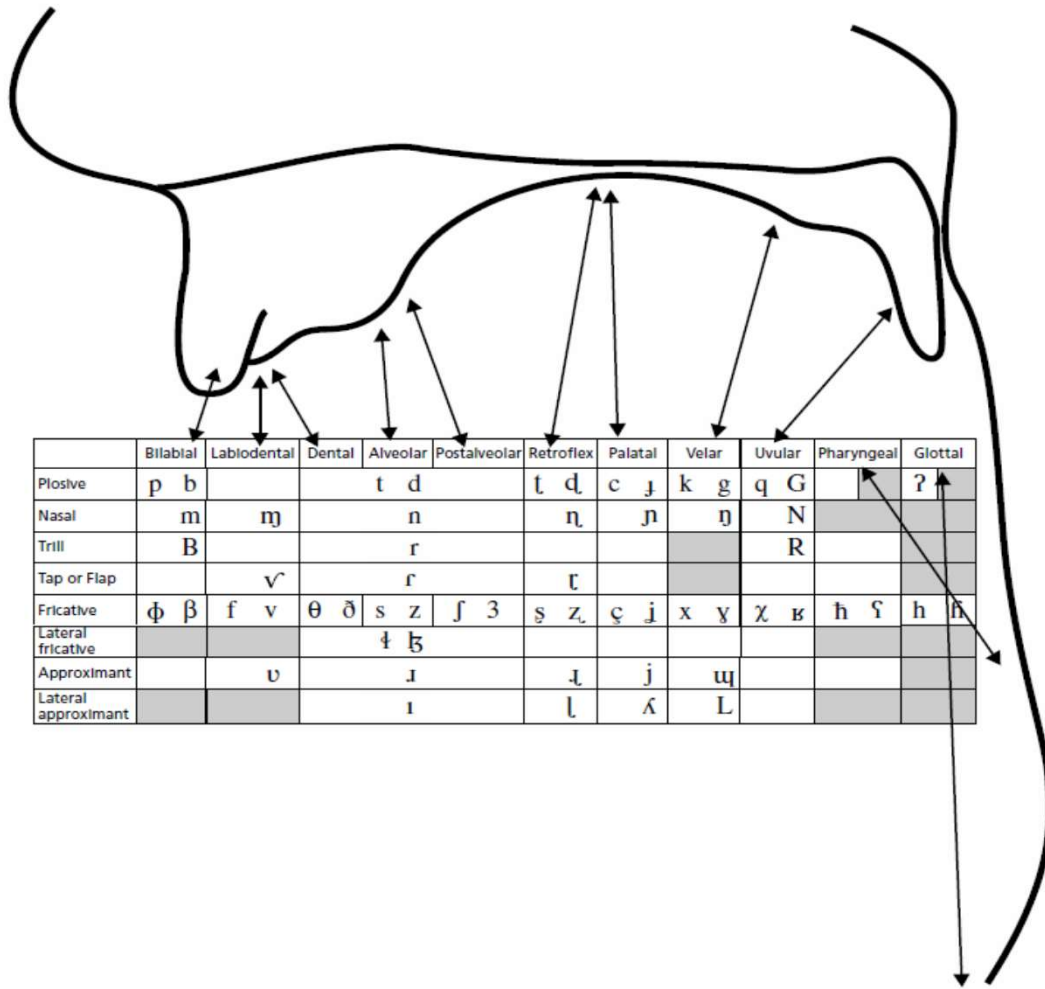 Bilabial Labiodental Dental Alveolar Postalveolar Retroflex Palatal Velar Uvular Pharyngeal Glottal
Plosive p b t d ʈ ɖ c ɟ k g q G ʔ
Nasal m ɱ n ɳ ɲ ŋ N
Trill B r R
Tap or Flap ⱱ ɾ ɽ
Fricative ɸ β f v θ ð s z ʃ ʒ ʂ ʐ ç ʝ x ɣ χ ʁ ħ ʕ h ɦ
Lateral
fricative ɬ ɮ
Approximant ʋ ɹ ɻ j ɰ
Lateral
approximant ɪ ɭ ʎ L